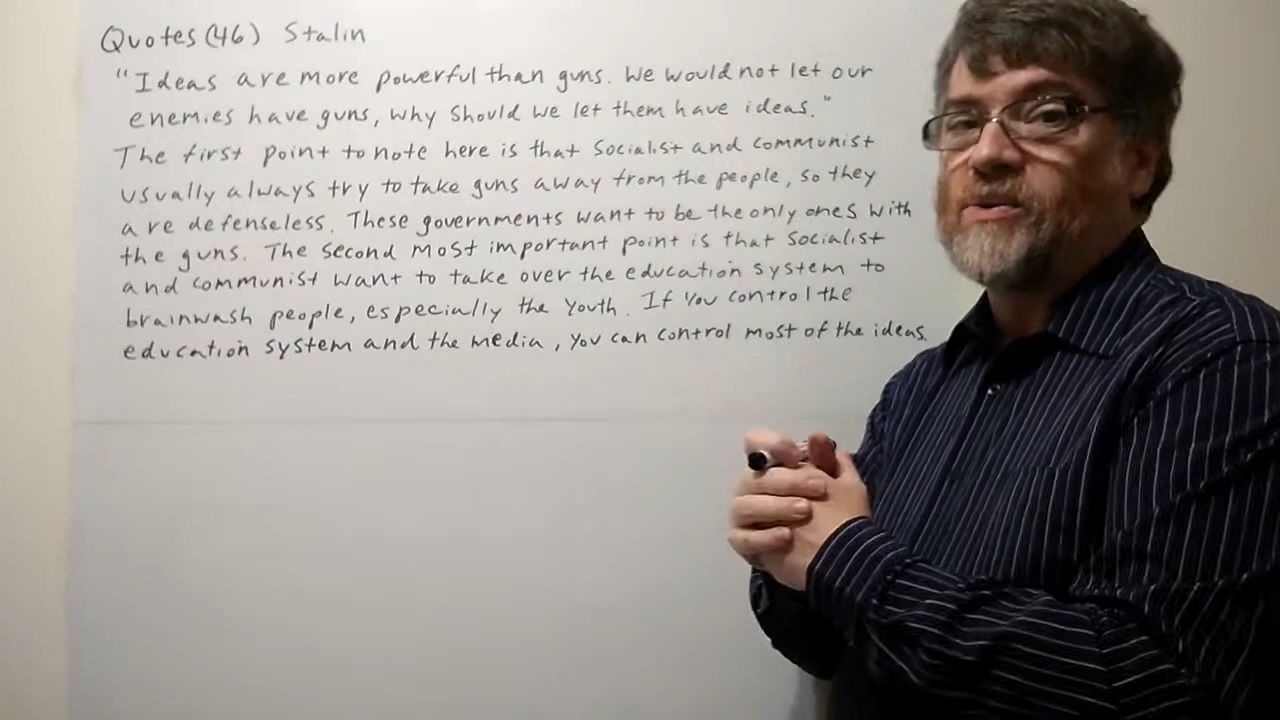 Quotes (46) Stalin
"Ideas are more powerful than guns. We would not let our
enemies have guns, why should we let them have ideas."
The first point to note here is that Socialist and communist
usually always try to take guns away from the people, so they
are defenseless. These governments want to be the only ones with
the guns. The second most important point is that Socialist
and communist want to take over the education system to
brainwash people, especially the youth. If you control the
education system and the media, you can control most of the ideas.